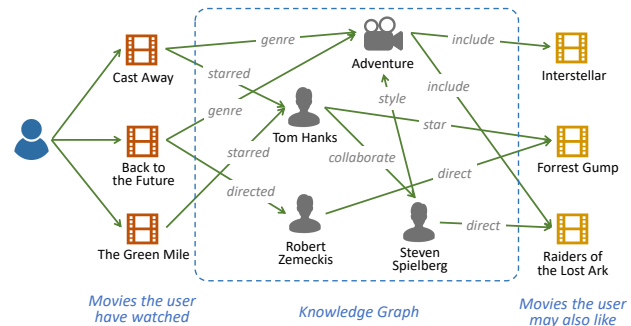 genre
include
Cast Away
Adventure
Interstellar
starred
style
include
genre
Tom Hanks
star
Back to
the Future
starred
collaborate
Forrest Gump
directed
direct
The Green Mile
Robert
Zemeckis
Steven
Spielberg
direct
Raiders of
the Lost Ark
Movies the user
have watched
Knowledge Graph
Movies the user
may also like